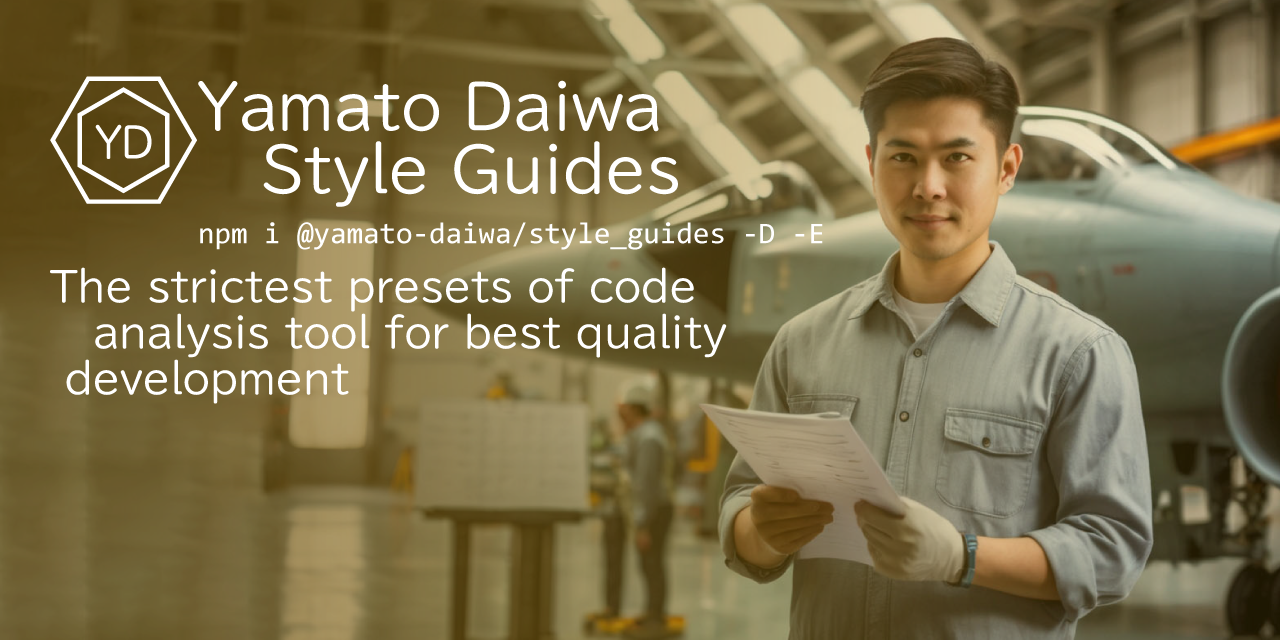 YD
Yamato Daiwa
Style Guides
npm i @yamato-daiwa/style_guides -D -E
The strictest presets of code
analysis tool for best quality
development